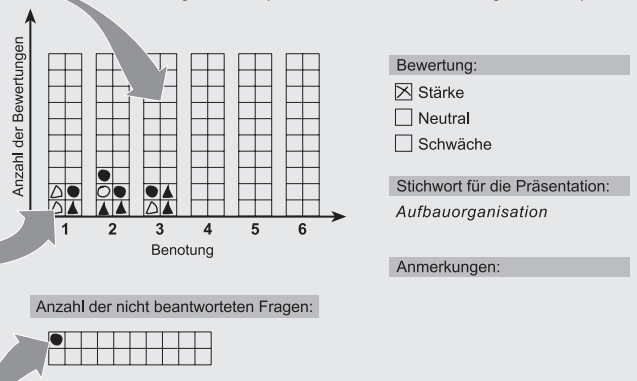 Anzahl der Bewertungen
1 2 3 4 5 6
Benotung
Anzahl der nicht beantworteten Fragen:
Bewertung:
Stärke
Neutral
Schwäche
Stichwort für die Präsentation:
Aufbauorganisation
Anmerkungen: